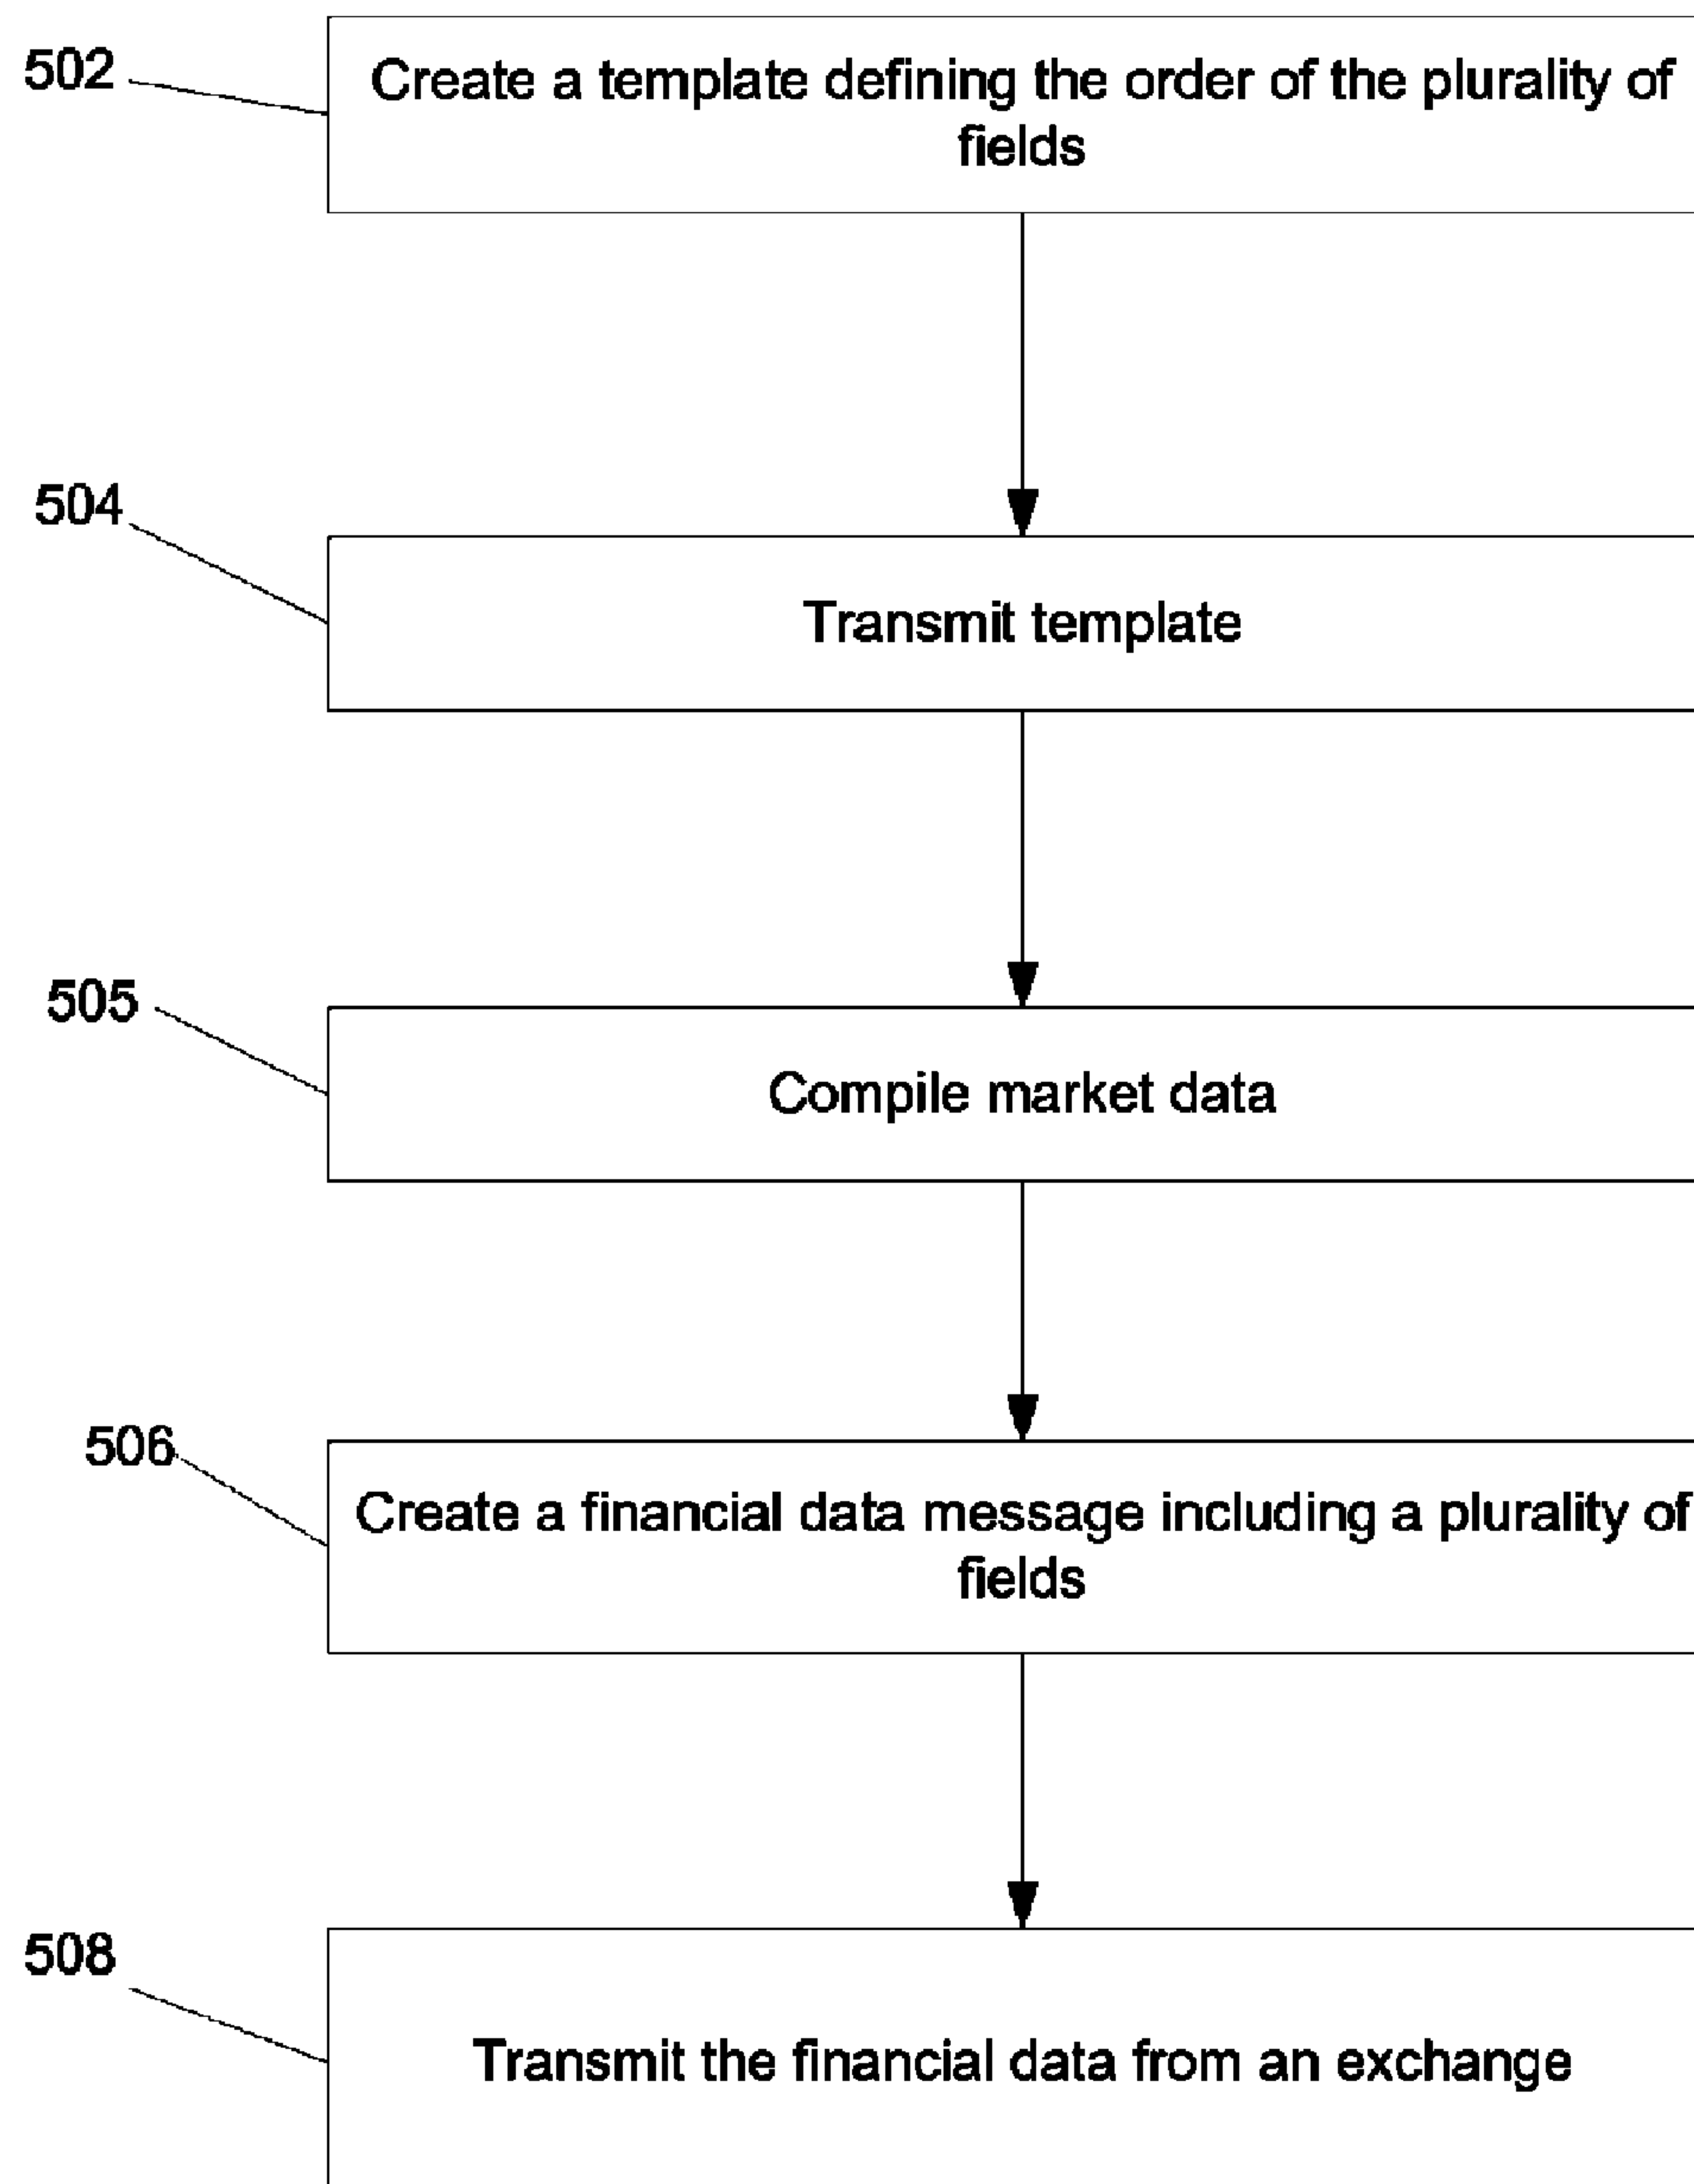 502
Create a template defining the order of the plurality of
fields
504
Transmit template
505
Compile market data
506
Create a financial data message including a plurality of
fields
508
Transmit the financial data from an exchange